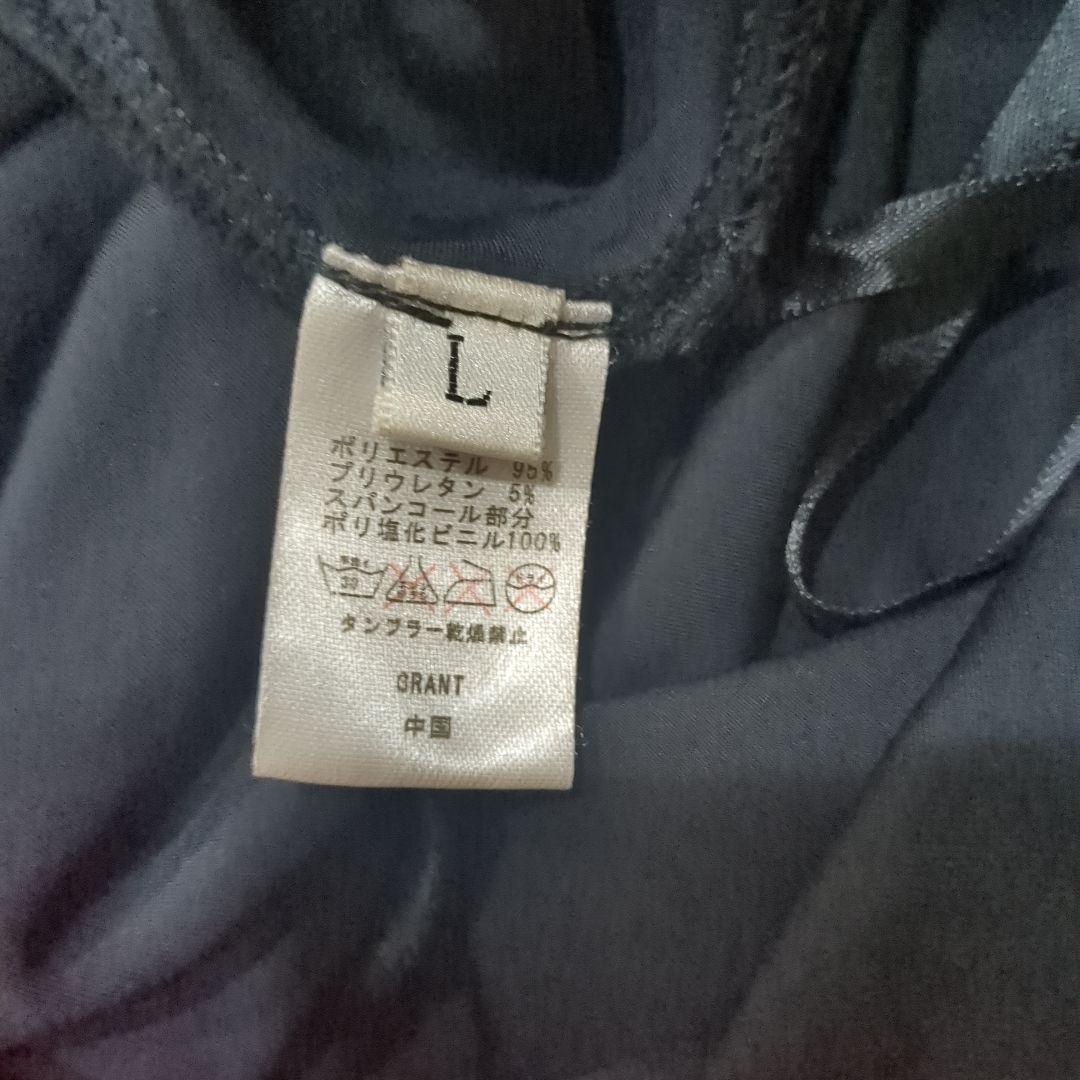 L
ポリエステル 95%
プリウレタン 5%
スパンコール部分
ポリ塩化ビニル100%
30
タンブラー乾燥禁止
GRANT
中国